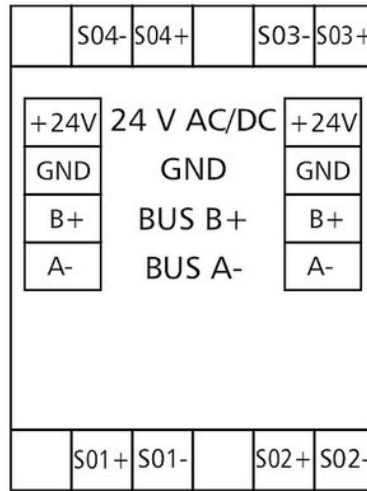 S04- S04+ S03- S03+
+24V 24 V AC/DC +24V
GND GND GND
B+ BUS B+ B+
A- BUS A- A-
S01+ S01- S02+ S02-